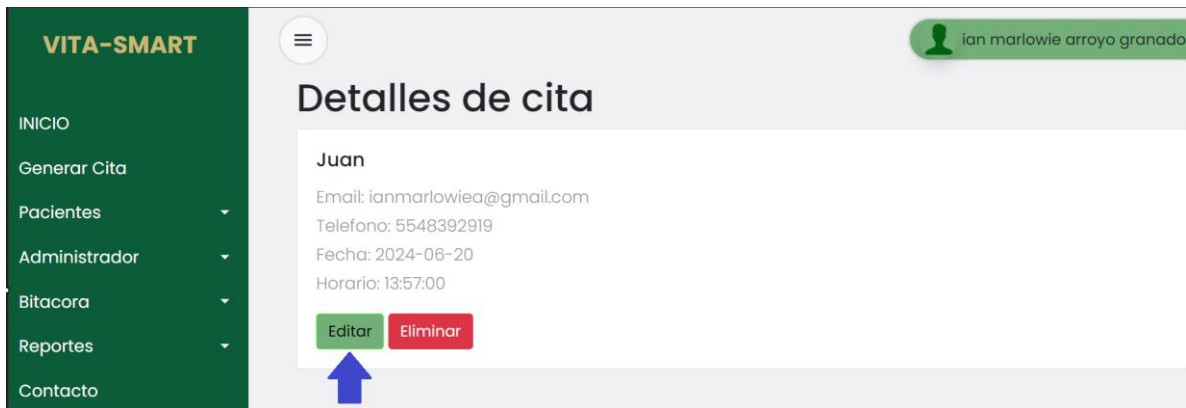 VITA-SMART
INICIO
Generar Cita
Pacientes
Administrador
Bitacora
Reportes
Contacto
ian marlowie arroyo granado
Detalles de cita
Juan
Email: ianmarlowiea@gmail.com
Telefono: 5548392919
Fecha: 2024-06-20
Horario: 13:57:00
Editar Eliminar